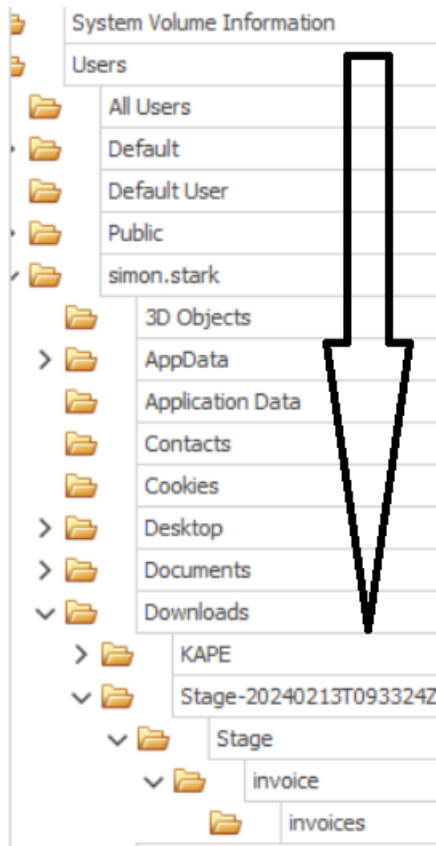 System Volume Information
Users
All Users
Default
Default User
Public
simon.stark
3D Objects
AppData
Application Data
Contacts
Cookies
Desktop
Documents
Downloads
KAPE
Stage-20240213T093324Z
Stage
invoice
invoices